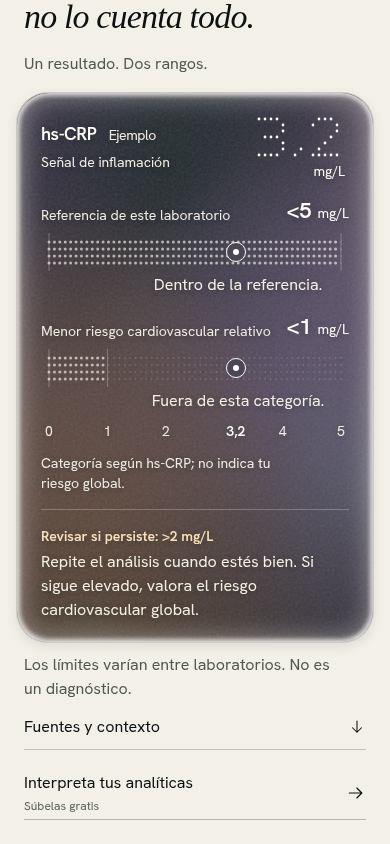 no lo cuenta todo.
Un resultado. Dos rangos.
hs-CRP Ejemplo
3,2
Señal de inflamación
mg/L
Referencia de este laboratorio <5 mg/L
Dentro de la referencia.
Menor riesgo cardiovascular relativo <1 mg/L
Fuera de esta categoría.
0 1 2 3,2 4 5
Categoría según hs-CRP; no indica tu
riesgo global.
Revisar si persiste: >2 mg/L
Repite el análisis cuando estés bien. Si
sigue elevado, valora el riesgo
cardiovascular global.
Los límites varían entre laboratorios. No es
un diagnóstico.
Fuentes y contexto ↓
Interpreta tus analíticas →
Súbelas gratis